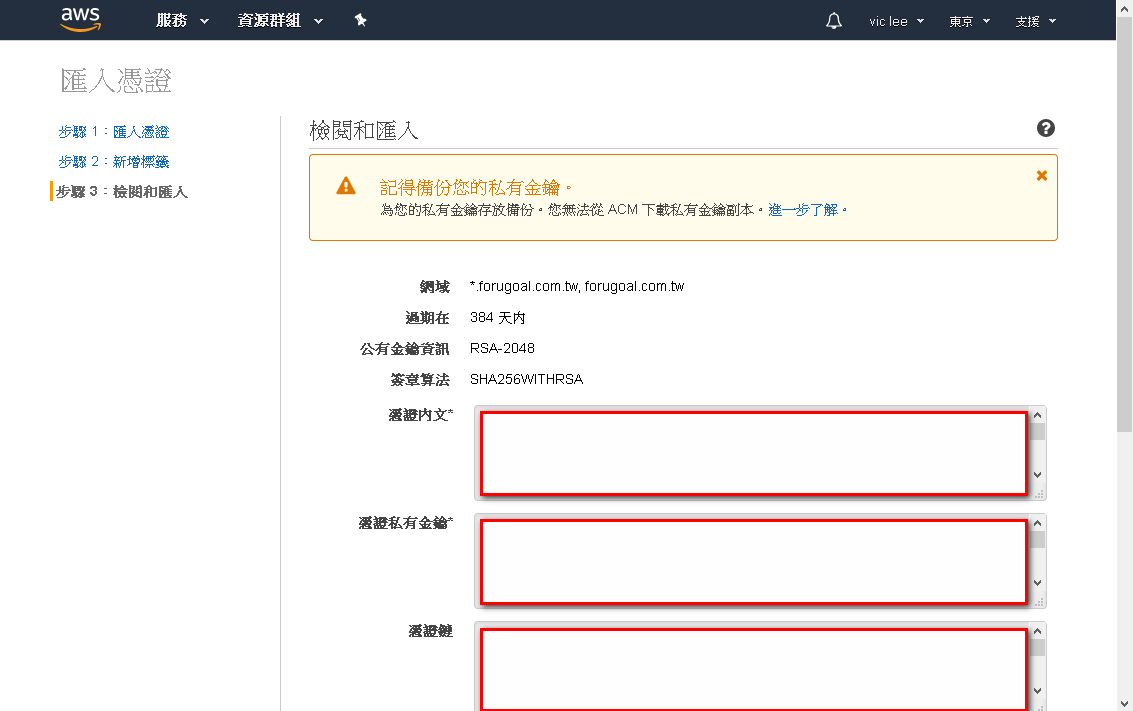 aws 服務 資源群組 vic lee 東京 支援
匯入憑證
步驟 1：匯入憑證
步驟 2：新增標籤
步驟 3：檢閱和匯入
檢閱和匯入
記得備份您的私有金鑰。
為您的私有金鑰存放備份。您無法從 ACM 下載私有金鑰副本。進一步了解。
網域 *.forugoal.com.tw, forugoal.com.tw
過期在 384 天內
公有金鑰資訊 RSA-2048
簽章算法 SHA256WITHRSA
憑證內文*
憑證私有金鑰*
憑證鏈